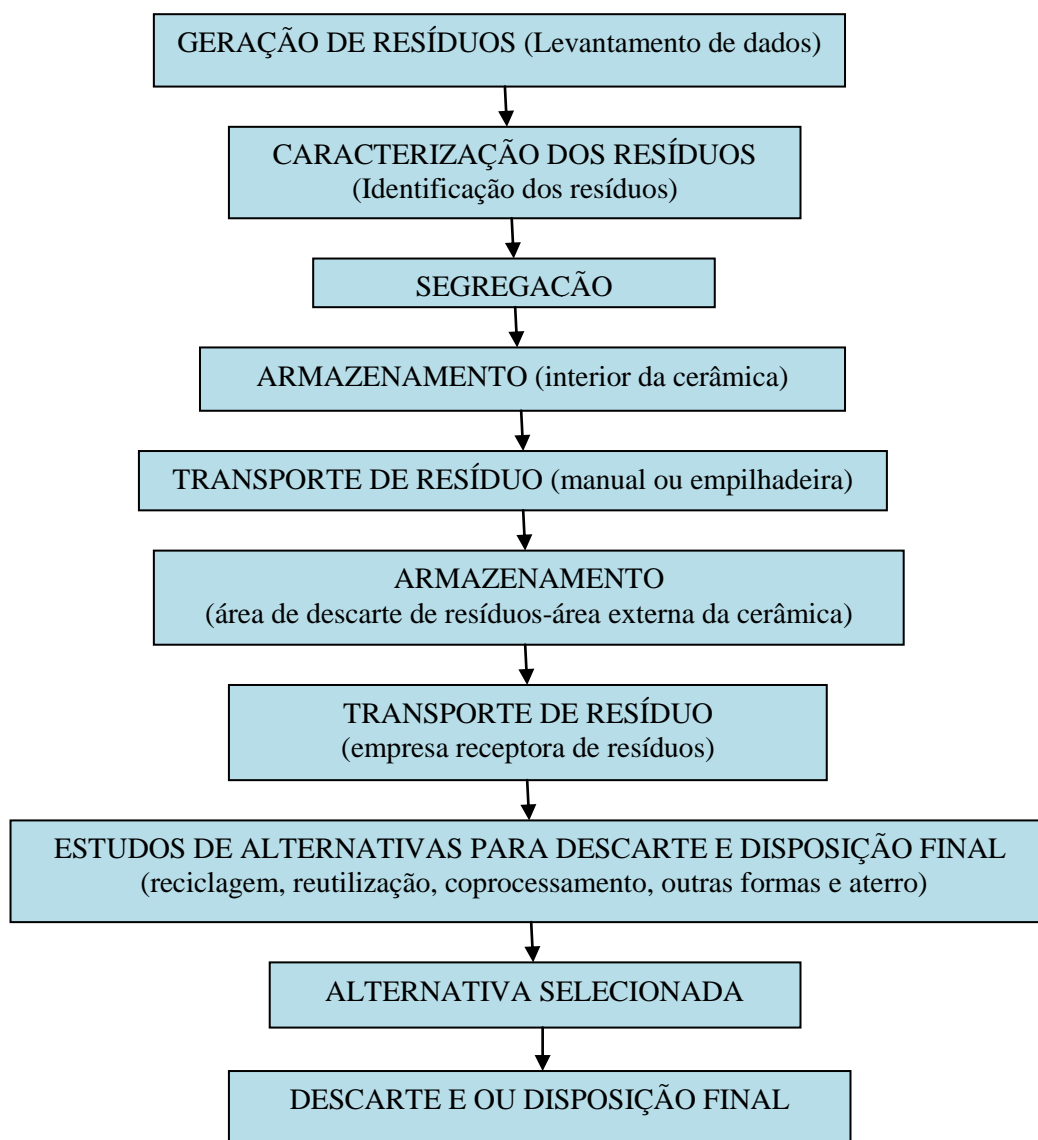 GERAÇÃO DE RESÍDUOS (Levantamento de dados)
CARACTERIZAÇÃO DOS RESÍDUOS
(Identificação dos resíduos)
SEGREGACÃO
ARMAZENAMENTO (interior da cerâmica)
TRANSPORTE DE RESÍDUO (manual ou empilhadeira)
ARMAZENAMENTO
(área de descarte de resíduos-área externa da cerâmica)
TRANSPORTE DE RESÍDUO
(empresa receptora de resíduos)
ESTUDOS DE ALTERNATIVAS PARA DESCARTE E DISPOSIÇÃO FINAL
(reciclagem, reutilização, coprocessamento, outras formas e aterro)
ALTERNATIVA SELECIONADA
DESCARTE E OU DISPOSIÇÃO FINAL